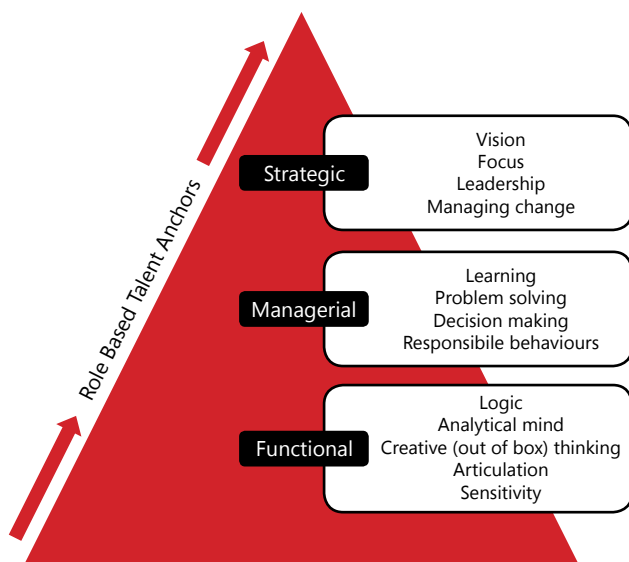 Role Based Talent Anchors
Strategic
Vision
Focus
Leadership
Managing change
Managerial
Learning
Problem solving
Decision making
Responsibile behaviours
Functional
Logic
Analytical mind
Creative (out of box) thinking
Articulation
Sensitivity